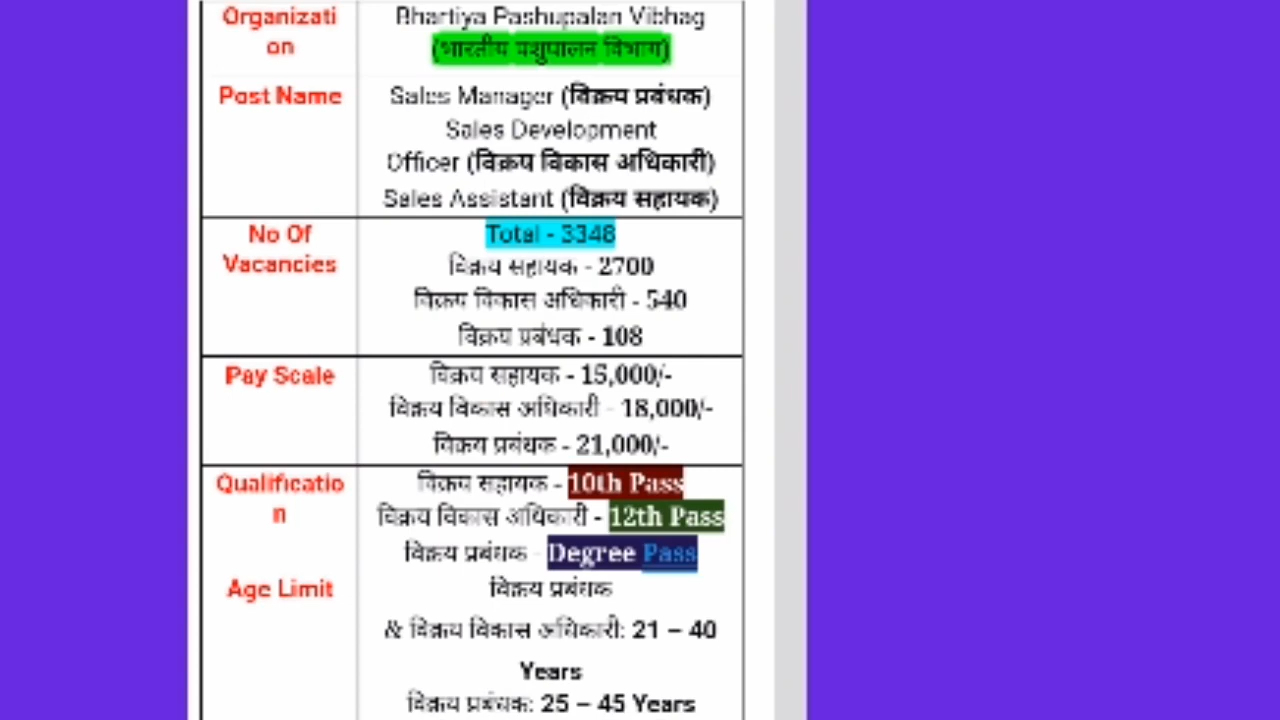 Organizati
on
Bhartiya Pashupalan Vibhag
(भारतीय पशुपालन विभाग)
Post Name
Sales Manager (विक्रय प्रबंधक)
Sales Development
Officer (विक्रय विकास अधिकारी)
Sales Assistant (विक्रय सहायक)
No Of
Vacancies
Total - 3348
विक्रय सहायक - 2700
विक्रय विकास अधिकारी - 540
विक्रय प्रबंधक - 108
Pay Scale
विक्रय सहायक - 15,000/-
विक्रय विकास अधिकारी - 18,000/-
विक्रय प्रबंधक - 21,000/-
Qualificatio
n
विक्रय सहायक - 10th Pass
विक्रय विकास अधिकारी - 12th Pass
विक्रय प्रबंधक - Degree Pass
Age Limit
विक्रय प्रबंधक
& विक्रय विकास अधिकारी: 21 – 40
Years
विक्रय प्रबंधक: 25 – 45 Years